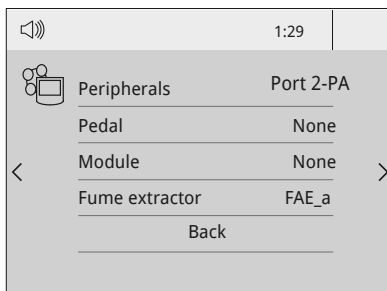 1:29
Peripherals Port 2-PA
Pedal None
Module None
Fume extractor FAE_a
Back